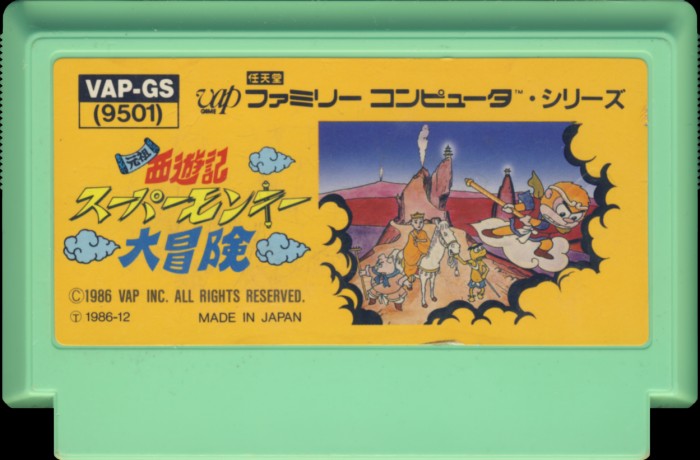 VAP-GS
(9501)
任天堂
vap GAME ファミリー コンピュータ™・シリーズ
元祖
西遊記
スーパーモンキー
大冒険
©1986 VAP INC. ALL RIGHTS RESERVED.
Ⓣ 1986-12 MADE IN JAPAN